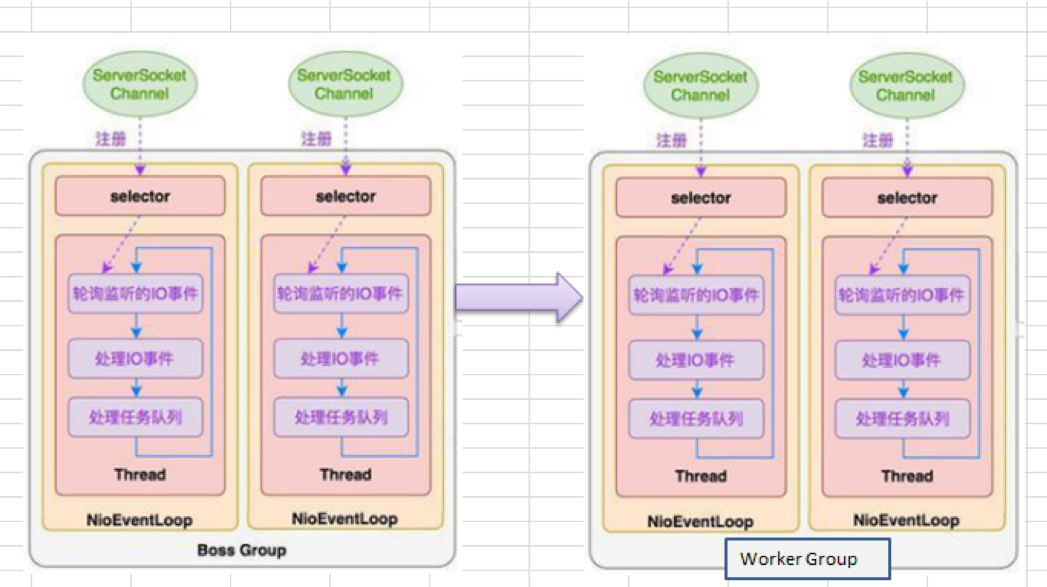 ServerSocket
Channel
ServerSocket
Channel
注册
注册
selector
selector
轮询监听的IO事件
轮询监听的IO事件
处理IO事件
处理IO事件
处理任务队列
处理任务队列
Thread
Thread
NioEventLoop
NioEventLoop
Boss Group
ServerSocket
Channel
ServerSocket
Channel
注册
注册
selector
selector
轮询监听的IO事件
轮询监听的IO事件
处理IO事件
处理IO事件
处理任务队列
处理任务队列
Thread
Thread
NioEventLoop
NioEventLoop
Worker Group